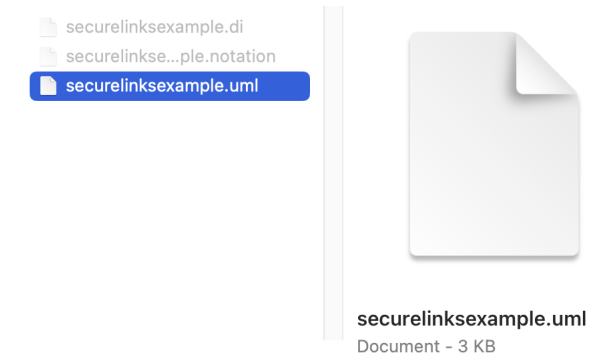 securelinksexample.di
securelinkse...ple.notation
securelinksexample.uml
securelinksexample.uml
Document - 3 KB